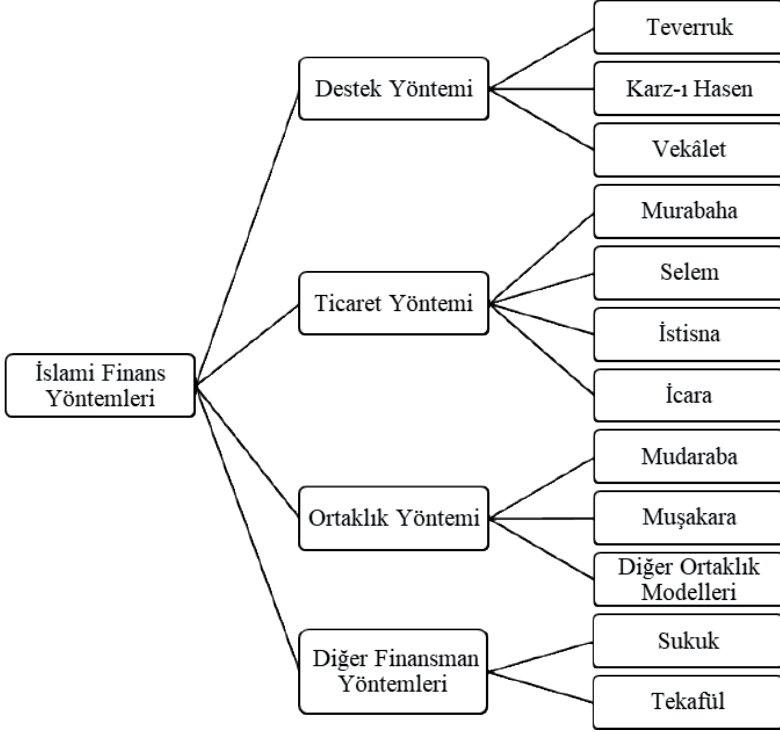 İslami Finans
Yöntemleri
Destek Yöntemi
Teverruk
Karz-ı Hasen
Vekâlet
Ticaret Yöntemi
Murabaha
Selem
İstisna
İcara
Ortaklık Yöntemi
Mudaraba
Muşakara
Diğer Ortaklık
Modelleri
Diğer Finansman
Yöntemleri
Sukuk
Tekafül